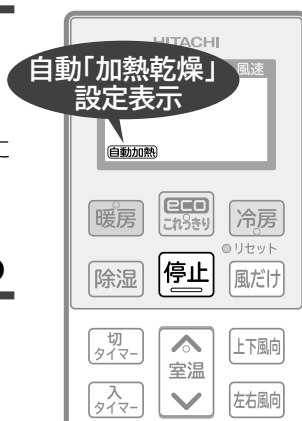 HITACHI
自動「加熱乾燥」
設定表示
風速
自動加熱
に
暖房
eco
これっきり
冷房
リセット
除湿
停止
風だけ
切
タイマー
室温
上下風向
入
タイマー
左右風向